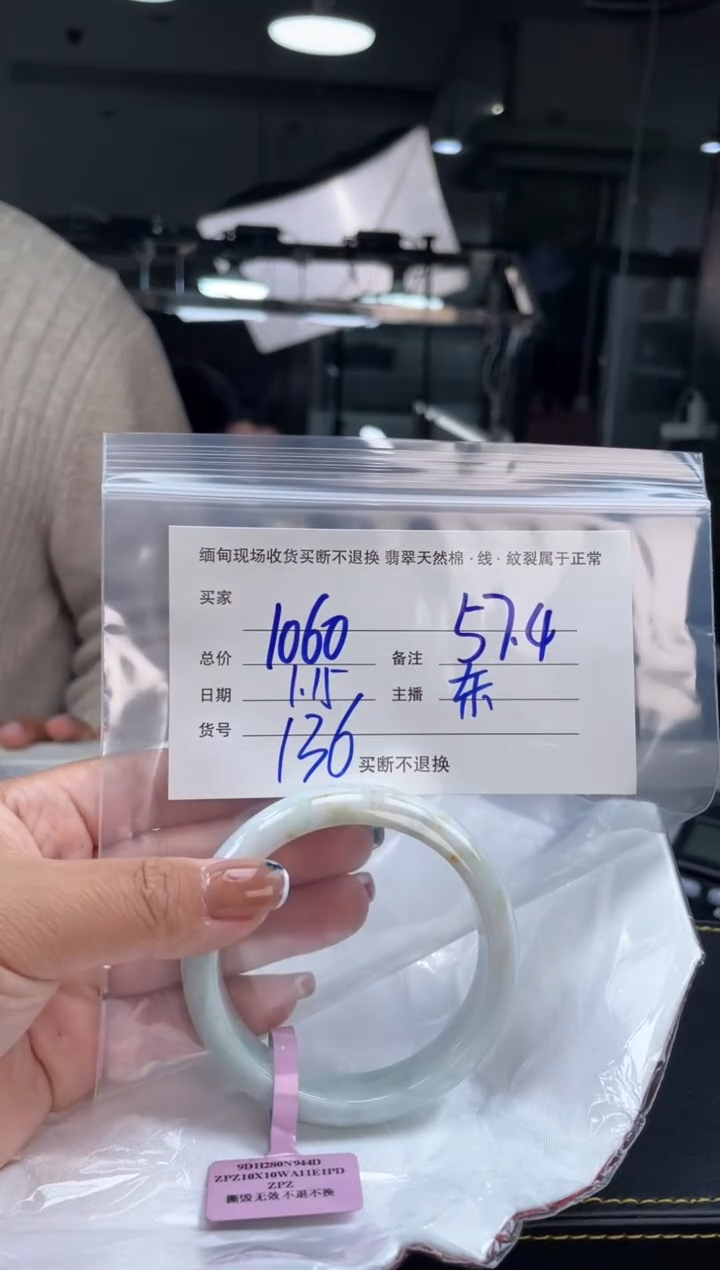 缅甸现场收货买断不退换 翡翠天然棉·线·紋裂属于正常
买家
总价 1060 备注 57.4
日期 1.15 主播 东
货号 136 买断不退换
9DH280N944D
ZPZ10X10WA11E1PD
ZPZ
撕毁无效 不退不换